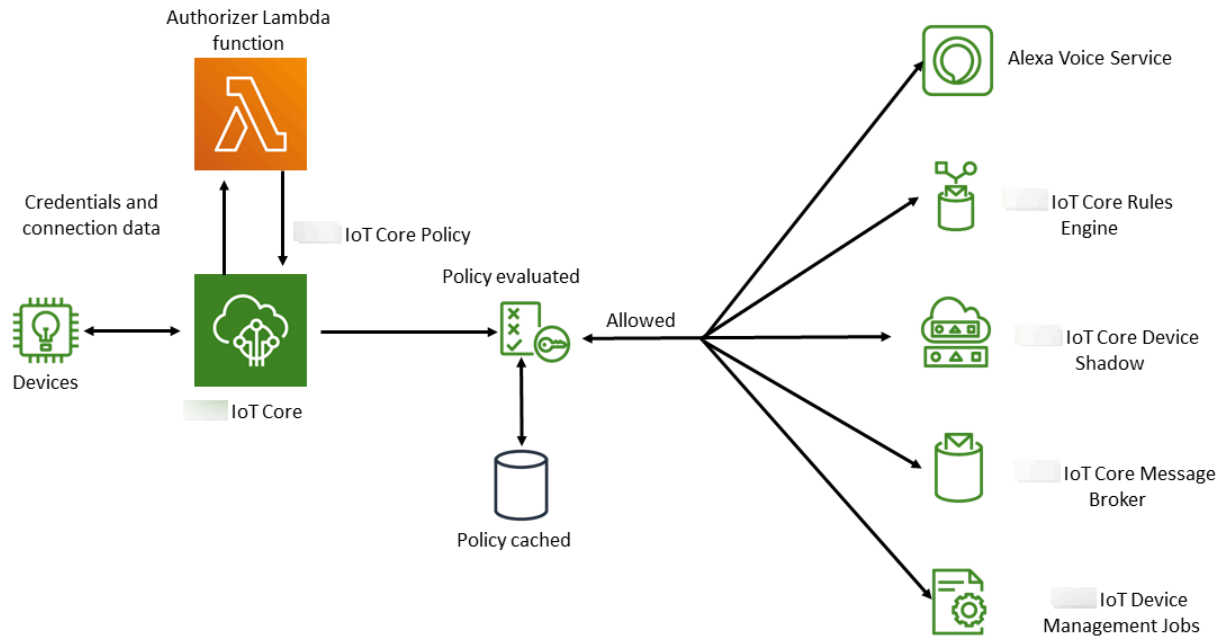 Authorizer Lambda
function
Credentials and
connection data
IoT Core Policy
Devices
IoT Core
Policy evaluated
Policy cached
Allowed
Alexa Voice Service
IoT Core Rules
Engine
IoT Core Device
Shadow
IoT Core Message
Broker
IoT Device
Management Jobs